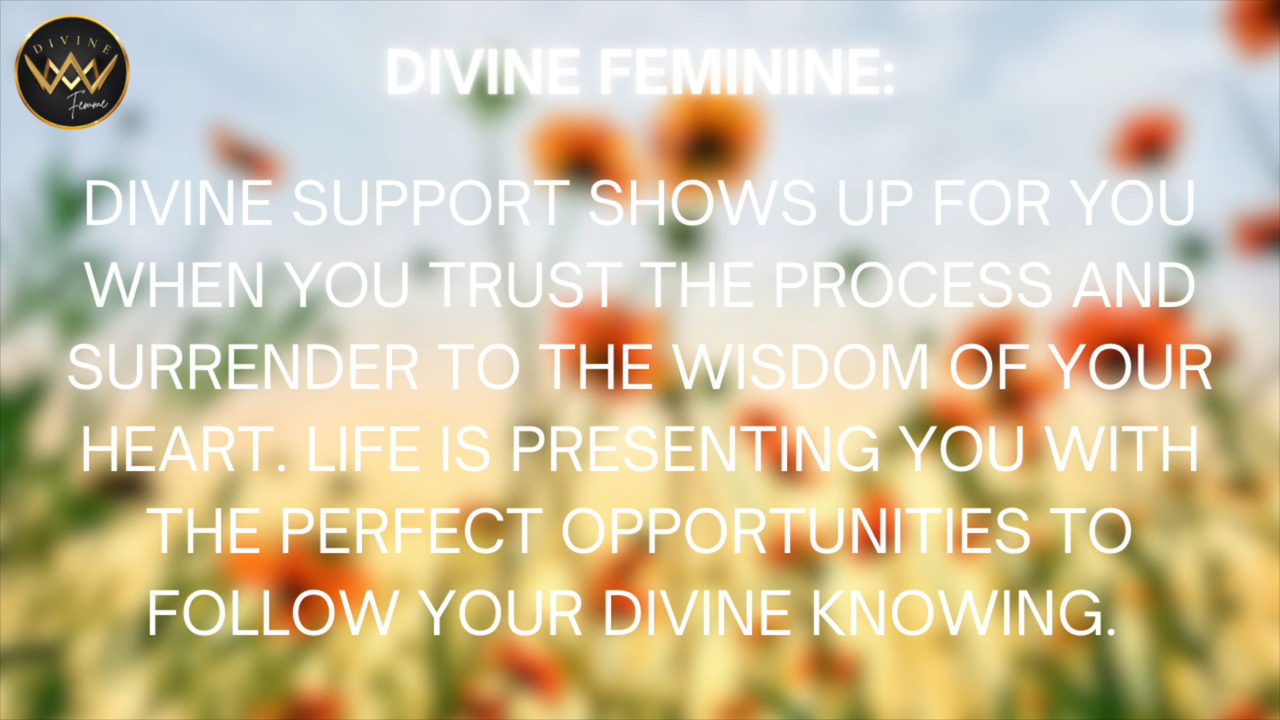 DIVINE
Femme
DIVINE FEMININE:
DIVINE SUPPORT SHOWS UP FOR YOU
WHEN YOU TRUST THE PROCESS AND
SURRENDER TO THE WISDOM OF YOUR
HEART. LIFE IS PRESENTING YOU WITH
THE PERFECT OPPORTUNITIES TO
FOLLOW YOUR DIVINE KNOWING.